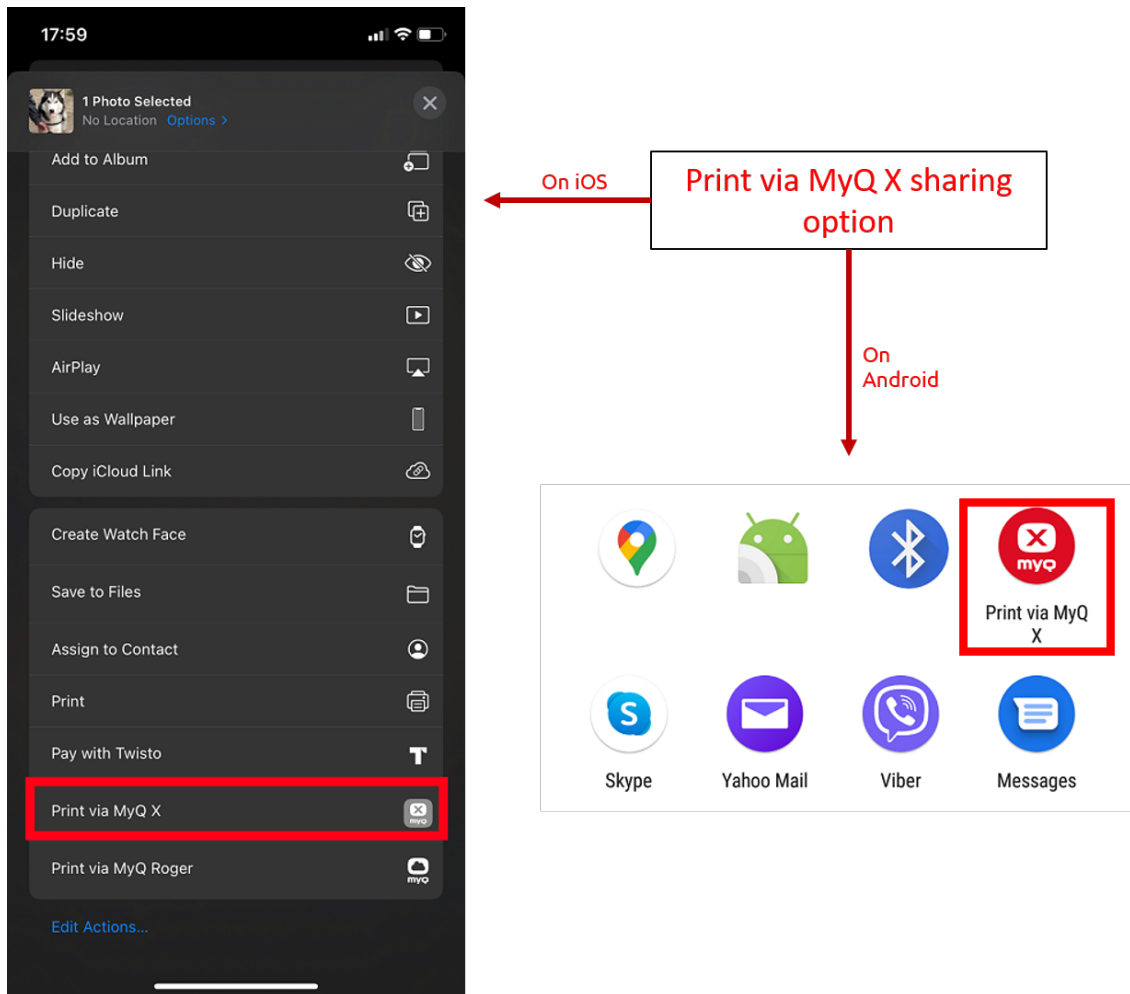 17:59
1 Photo Selected
No Location Options >
Add to Album
Duplicate
Hide
Slideshow
AirPlay
Use as Wallpaper
Copy iCloud Link
Create Watch Face
Save to Files
Assign to Contact
Print
Pay with Twisto
T
Print via MyQ X
X
myQ
Print via MyQ Roger
myQ
Edit Actions...
On iOS
Print via MyQ X sharing
option
On
Android
X
myQ
Print via MyQ
X
S
Skype
Yahoo Mail
Viber
Messages